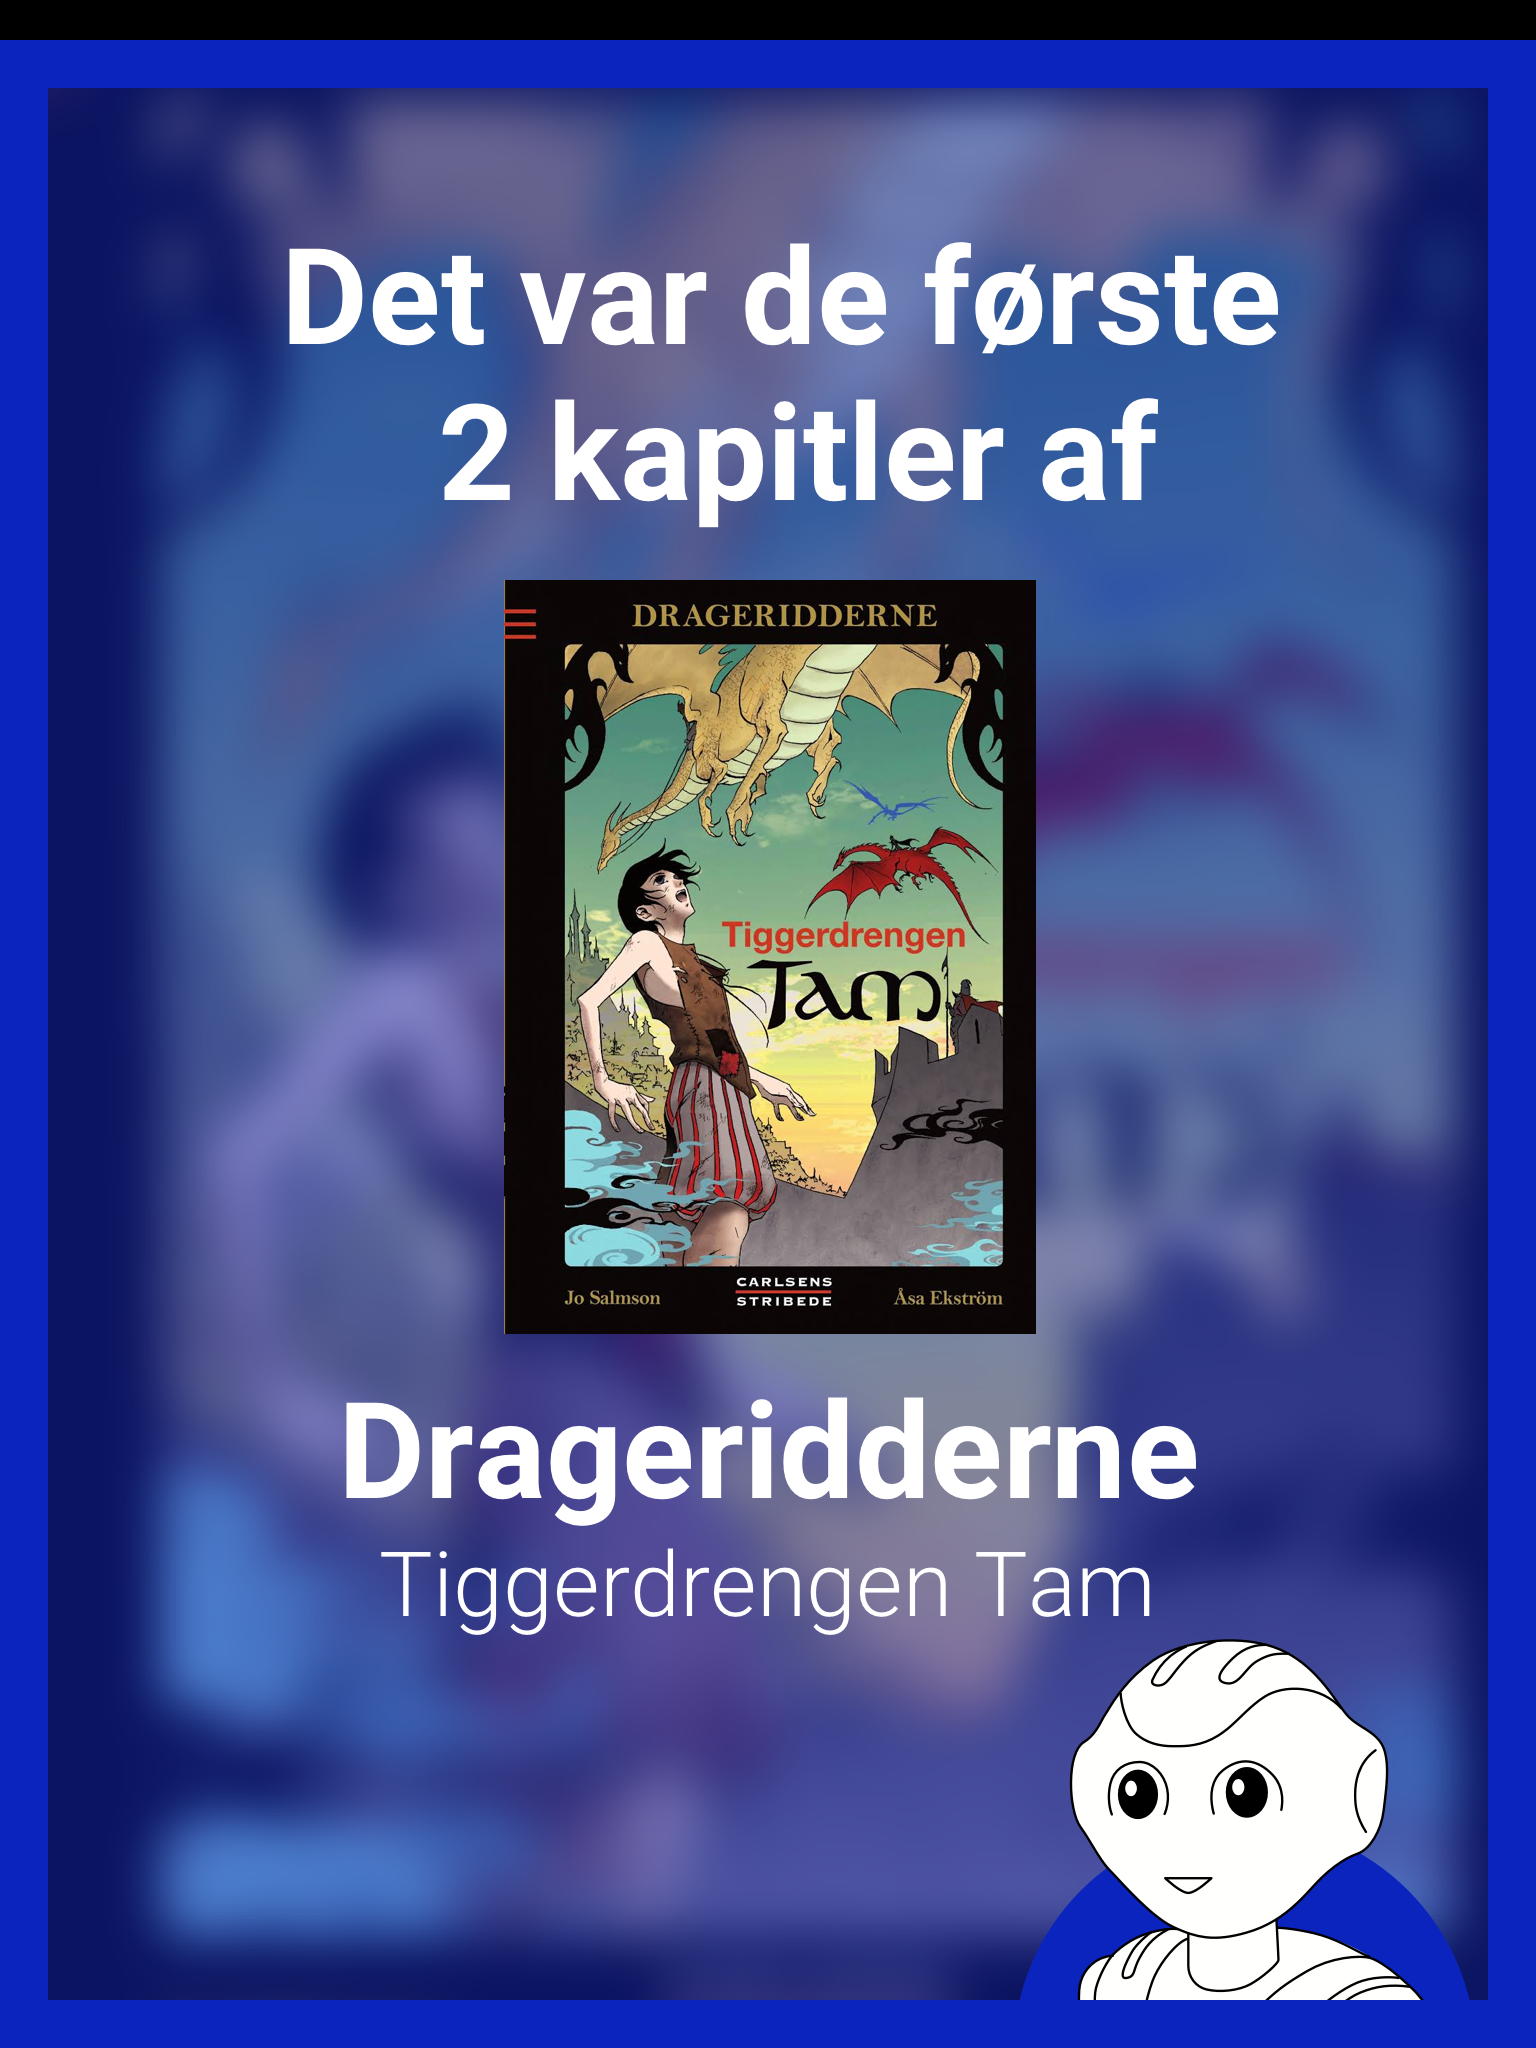 Det var de første
2 kapitler af
DRAGERIDDERNE
Tiggerdrengen
Tam
Jo Salmson
CARLSENS
STRIBEDE
Åsa Ekström
Drageridderne
Tiggerdrengen Tam